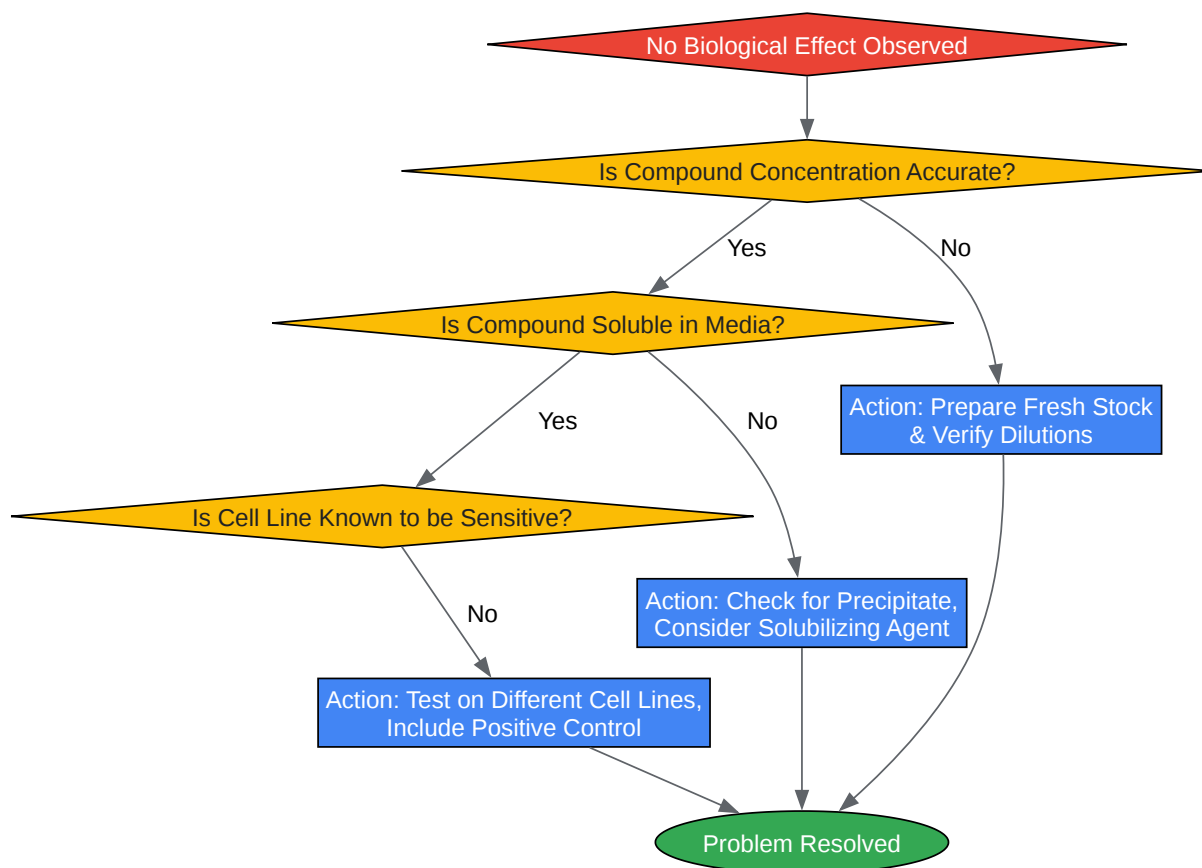 No Biological Effect Observed
Is Compound Concentration Accurate?
Yes
No
Is Compound Soluble in Media?
Action: Prepare Fresh Stock
& Verify Dilutions
Yes
No
Is Cell Line Known to be Sensitive?
Action: Check for Precipitate,
Consider Solubilizing Agent
No
Action: Test on Different Cell Lines,
Include Positive Control
Problem Resolved